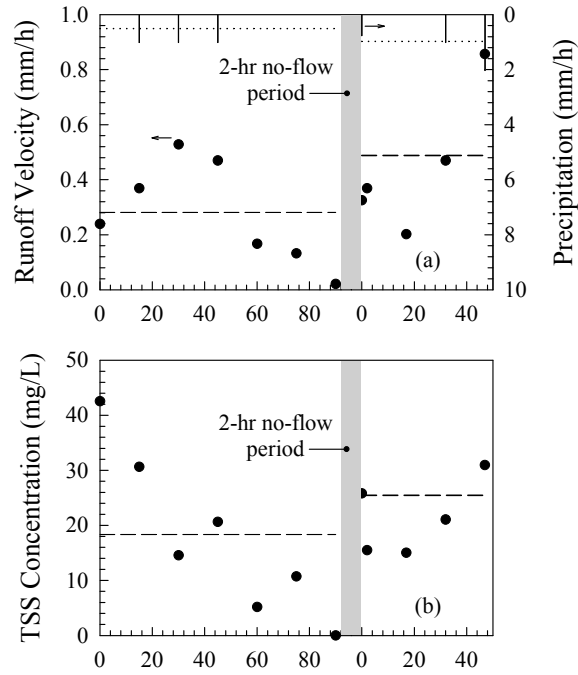 Runoff Velocity (mm/h)
1.0
0.8
0.6
0.4
0.2
0.0
2-hr no-flow
period
(a)
0
2
4
6
8
10
Precipitation (mm/h)
0 20 40 60 80 0 20 40
TSS Concentration (mg/L)
50
40
30
20
10
0
2-hr no-flow
period
(b)
0 20 40 60 80 0 20 40